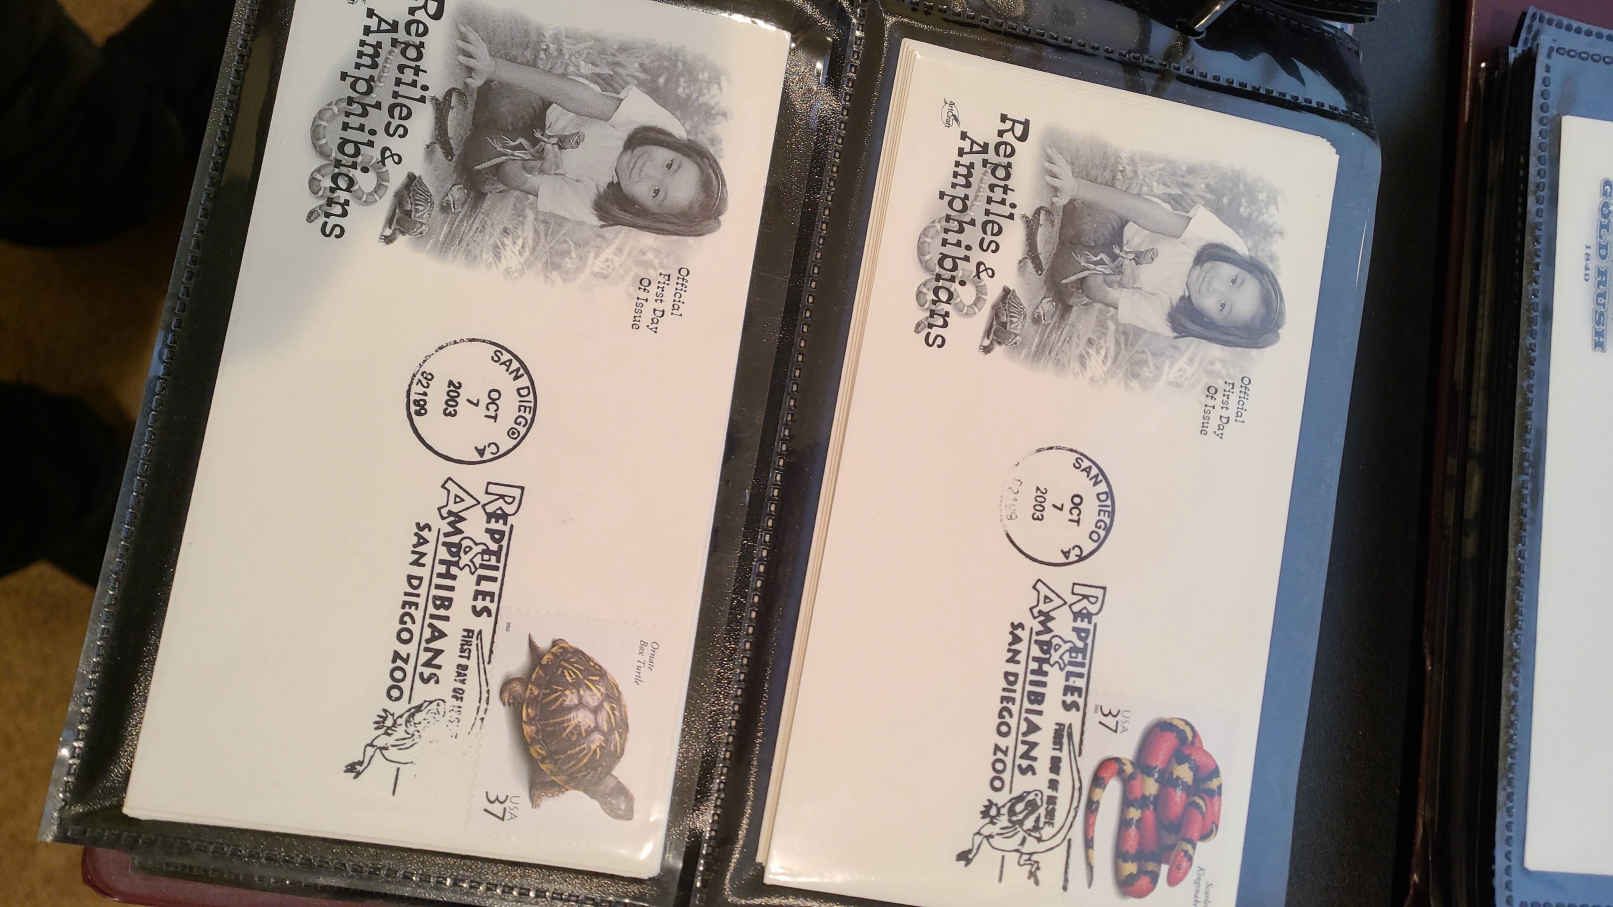 Reptiles &
Amphibians
Official
First Day
Of Issue
SAN DIEGO CA
OCT
7
2003
92199
REPTILES
&
AMPHIBIANS
SAN DIEGO ZOO
FIRST DAY OF
Ornate
Box Turtle
USA
37
Artcraft
Reptiles &
Amphibians
Official
First Day
Of Issue
SAN DIEGO CA
OCT
7
2003
REPTILES
&
AMPHIBIANS
SAN DIEGO ZOO
FIRST DAY OF ISSUE
USA
37
GOLD RUSH